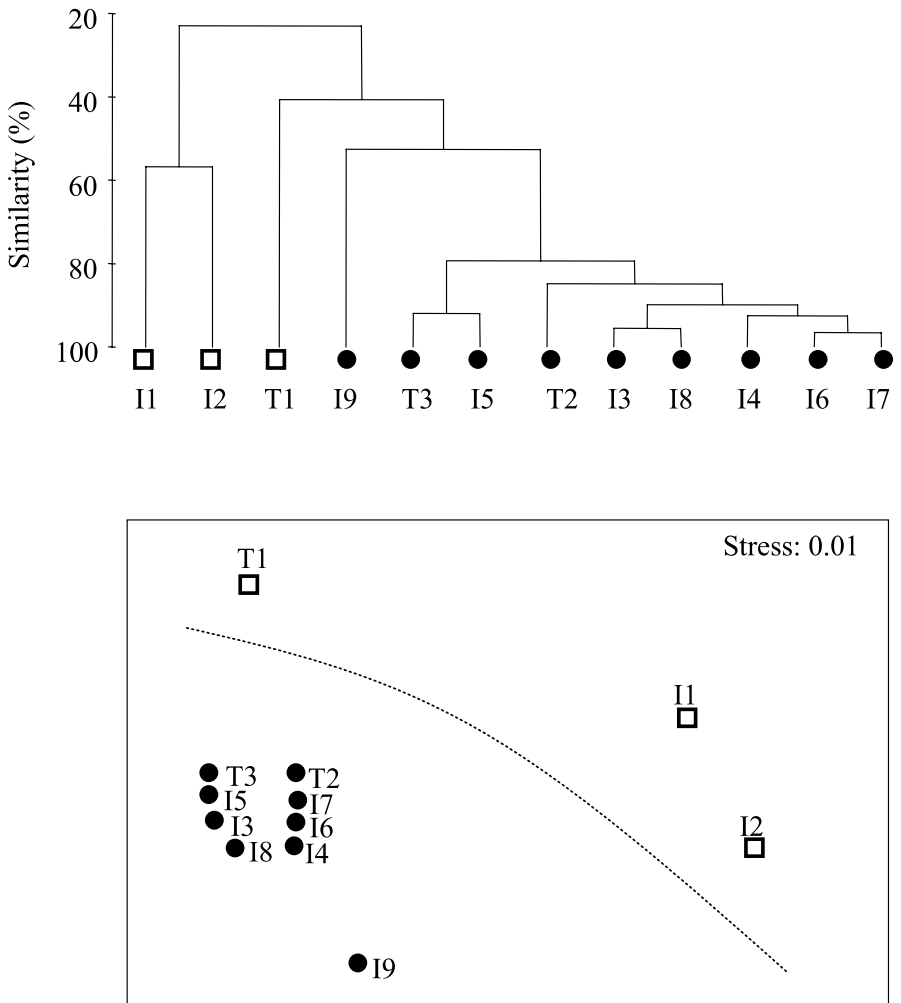 20
40
60
80
100
Similarity (%)
I1 I2 T1 I9 T3 I5 T2 I3 I8 I4 I6 I7
Stress: 0.01
T1
I1
I2
T3 T2
I5 I7
I3 I6
I8 I4
I9